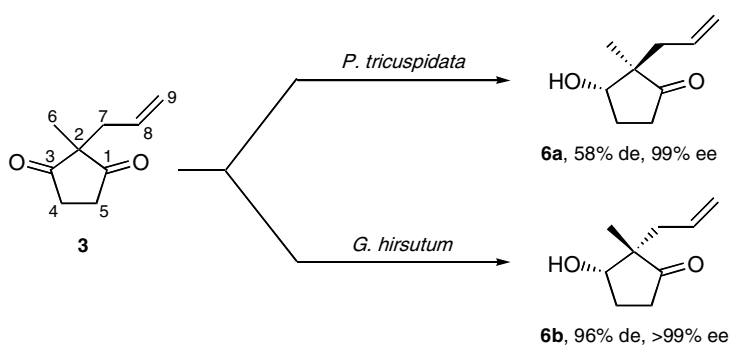 P. tricuspidata
HO
O
6a, 58% de, 99% ee
6
7
9
8
2
3
1
O
O
4
5
3
G. hirsutum
HO
O
6b, 96% de, >99% ee